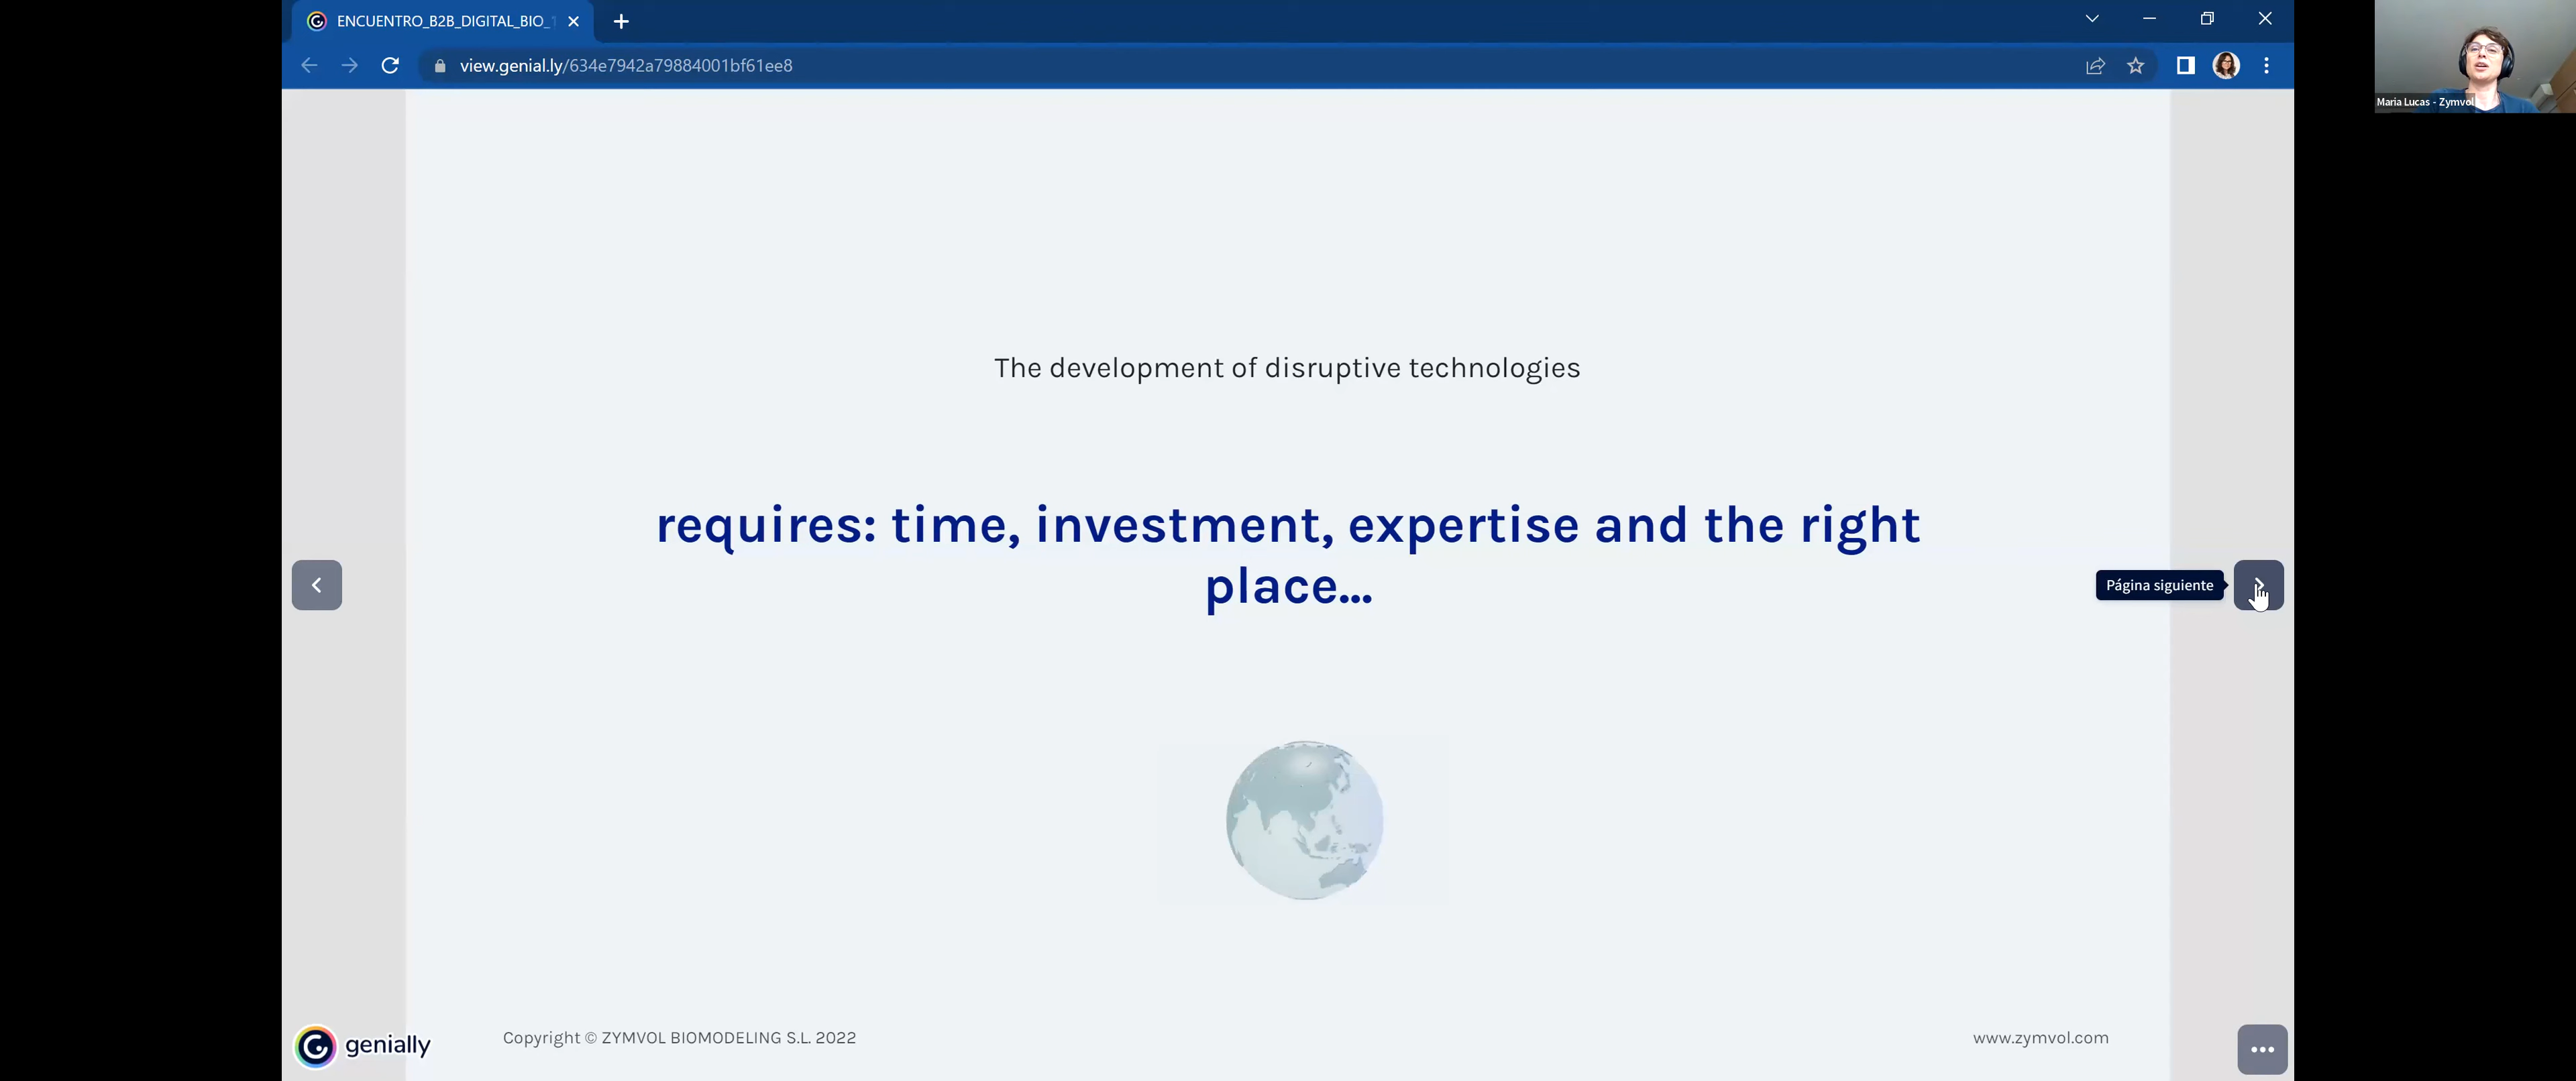 ENCUENTRO_B2B_DIGITAL_BIO_
view.genial.ly/634e7942a79884001bf61ee8
Maria Lucas - Zymvol
The development of disruptive technologies
requires: time, investment, expertise and the right
place...
Página siguiente
genially
Copyright © ZYMVOL BIOMODELING S.L. 2022
www.zymvol.com